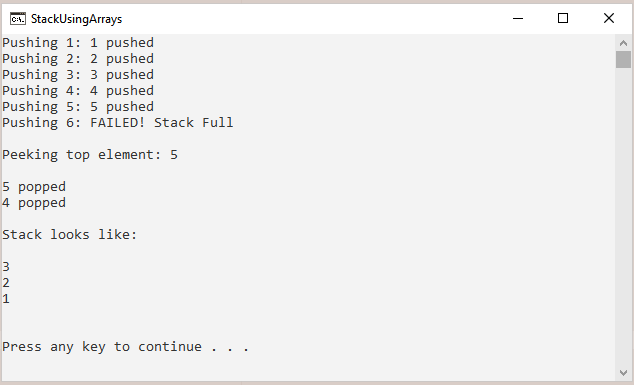 StackUsingArrays
Pushing 1: 1 pushed
Pushing 2: 2 pushed
Pushing 3: 3 pushed
Pushing 4: 4 pushed
Pushing 5: 5 pushed
Pushing 6: FAILED! Stack Full
Peeking top element: 5
5 popped
4 popped
Stack looks like:
3
2
1
Press any key to continue . . .